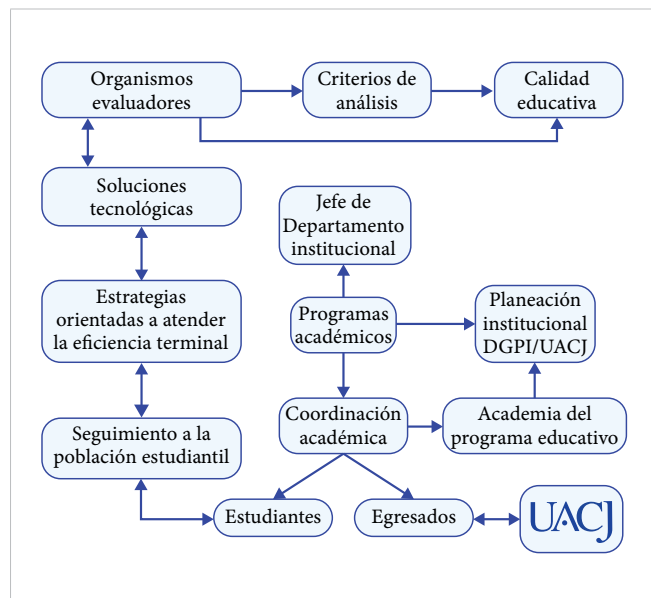 Organismos
evaluadores
Criterios de
análisis
Calidad
educativa
Soluciones
tecnológicas
Jefe de
Departamento
institucional
Estrategias
orientadas a atender
la eficiencia terminal
Programas
académicos
Planeación
institucional
DGPI/UACJ
Seguimiento a la
población estudiantil
Coordinación
académica
Academia del
programa educativo
Estudiantes
Egresados
UACJ